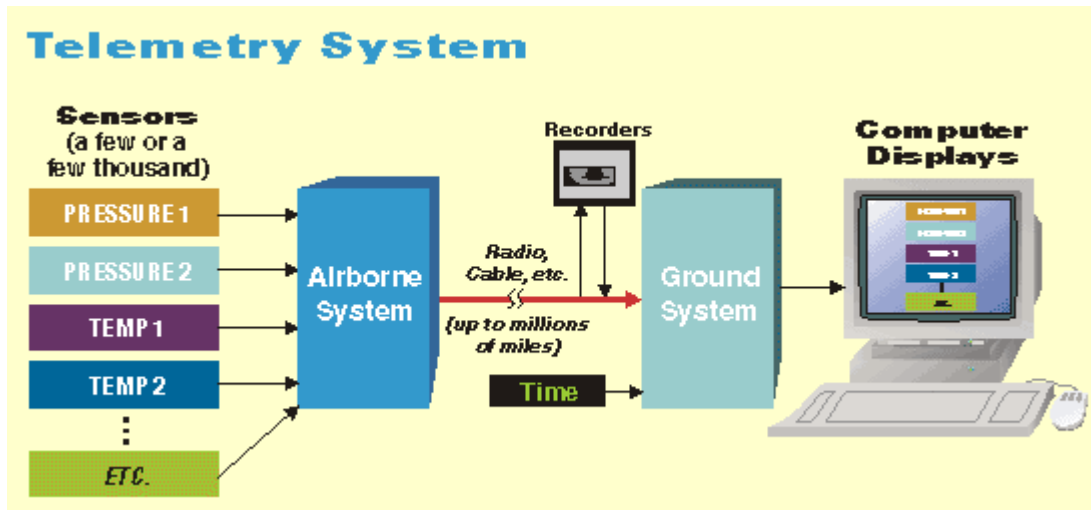 Telemetry System
Sensors
(a few or a
few thousand)
PRESSURE 1
PRESSURE 2
TEMP 1
TEMP 2
ETC.
Airborne
System
Radio,
Cable, etc.
(up to millions
of miles)
Recorders
Time
Ground
System
Computer
Displays